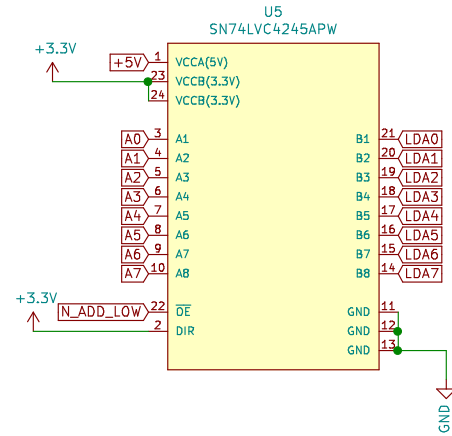 U5
SN74LVC4245APW
+3.3V
+5V 1 VCCA(5V)
23 VCCB(3.3V)
24 VCCB(3.3V)
A0 3 A1 B1 21 LDA0
A1 4 A2 B2 20 LDA1
A2 5 A3 B3 19 LDA2
A3 6 A4 B4 18 LDA3
A4 7 A5 B5 17 LDA4
A5 8 A6 B6 16 LDA5
A6 9 A7 B7 15 LDA6
A7 10 A8 B8 14 LDA7
+3.3V
N_ADD_LOW 22 OE GND 11
2 DIR GND 12
GND 13
GND